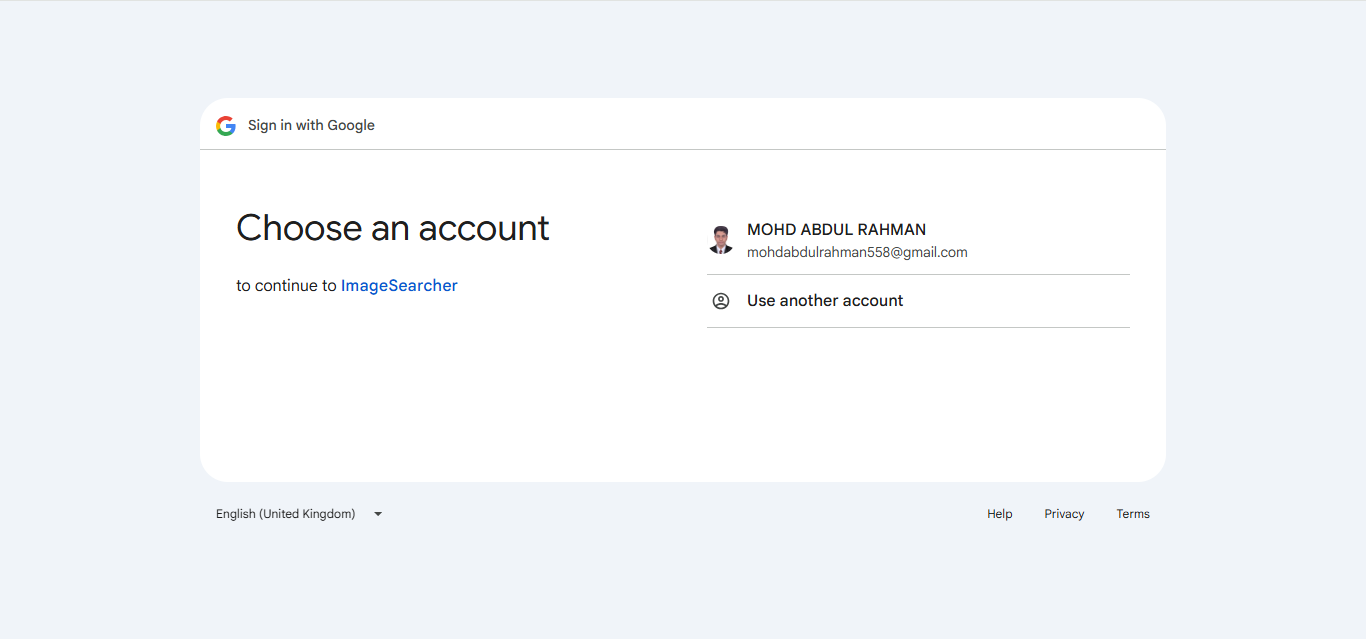 Sign in with Google
Choose an account
to continue to ImageSearcher
MOHD ABDUL RAHMAN
mohdabdulrahman558@gmail.com
Use another account
English (United Kingdom)
Help
Privacy
Terms